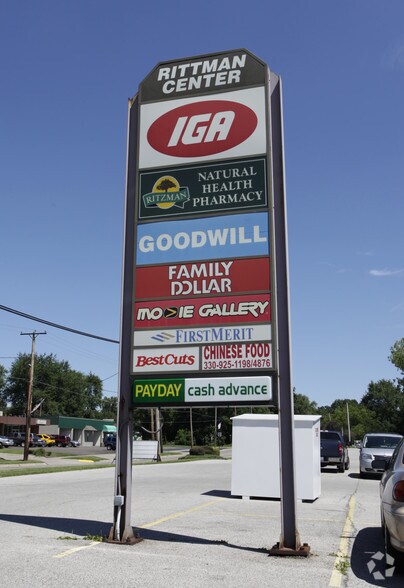 RITTMAN
CENTER
IGA
RITZMAN
NATURAL
HEALTH
PHARMACY
GOODWILL
FAMILY
DOLLAR
MOVIE GALLERY
FIRSTMERIT
BESTCUTS
CHINESE FOOD
330-925-1198/4876
PAYDAY cash advance